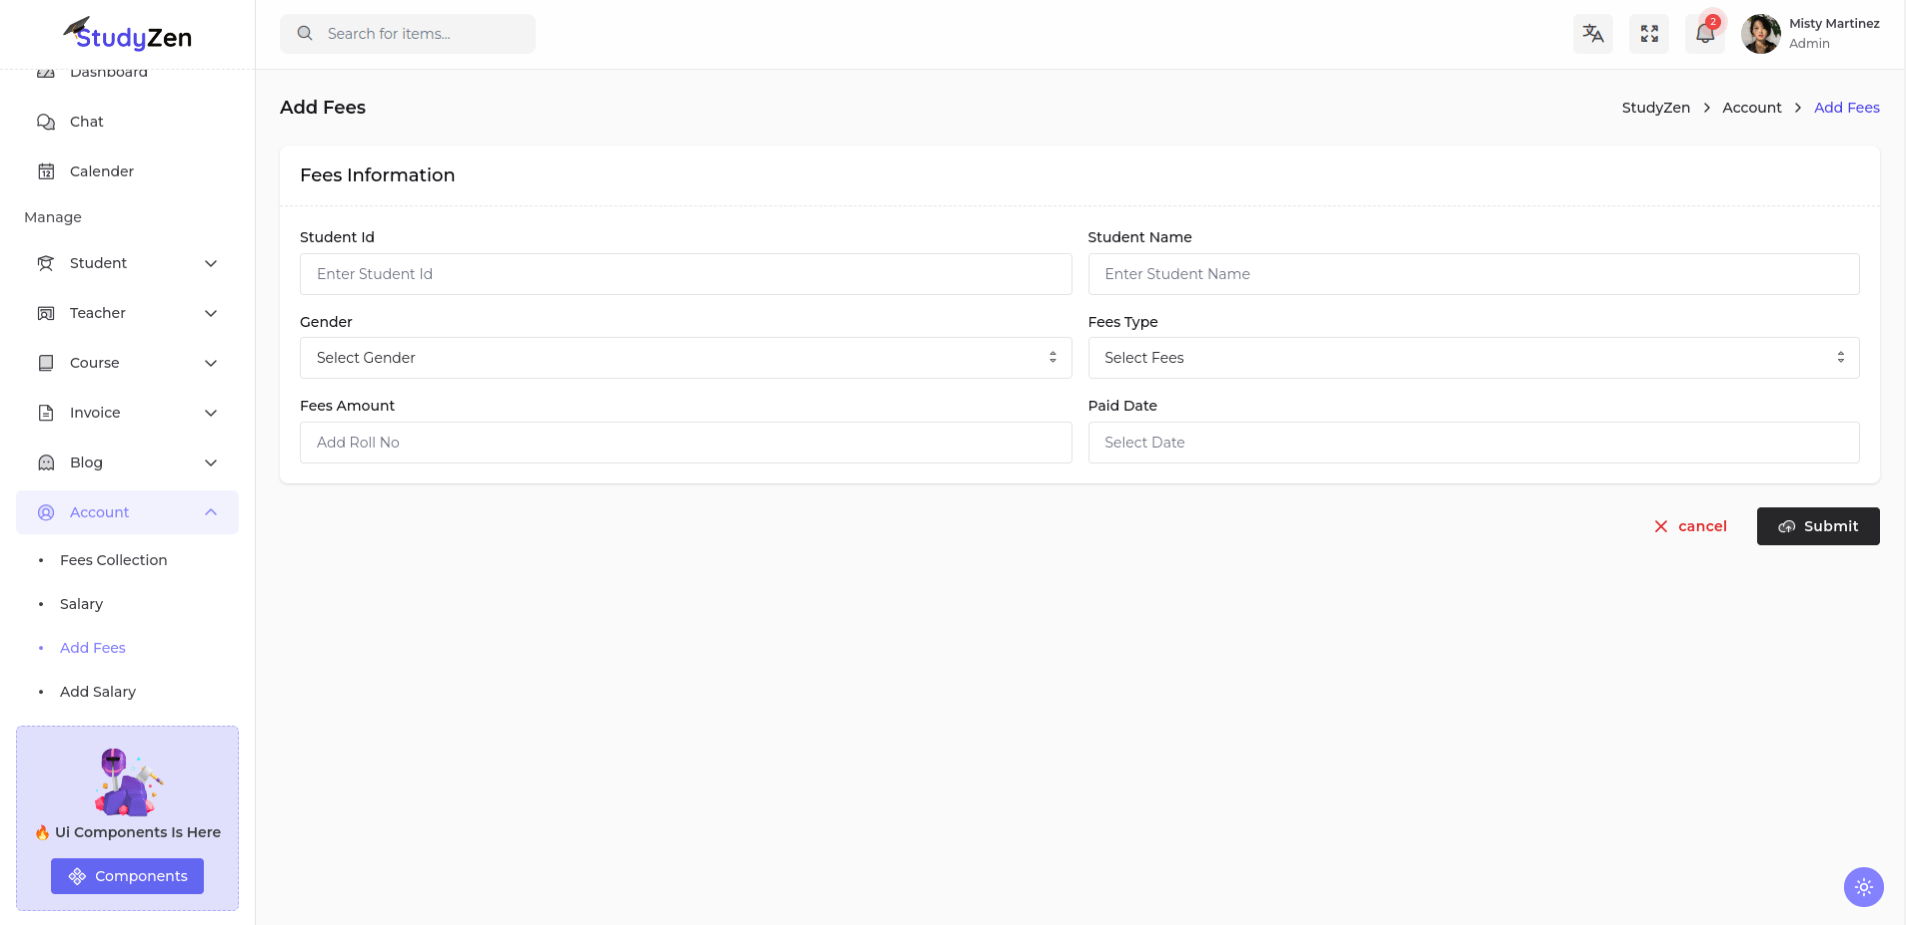 StudyZen
Search for items...
2
Misty Martinez
Admin
Dashboard
Chat
12
Calender
Manage
Student
Teacher
Course
Invoice
Blog
Account
Fees Collection
Salary
Add Fees
Add Salary
🔥 Ui Components Is Here
Components
Add Fees
StudyZen > Account > Add Fees
Fees Information
Student Id
Student Name
Enter Student Id
Enter Student Name
Gender
Fees Type
Select Gender
Select Fees
Fees Amount
Paid Date
Add Roll No
Select Date
cancel
Submit